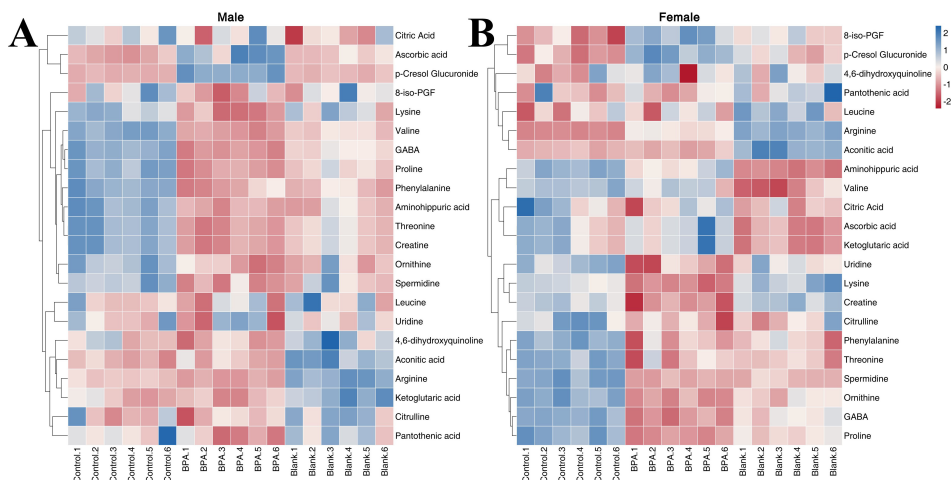 A
Male
Citric Acid
Ascorbic acid
p-Cresol Glucuronide
8-iso-PGF
Lysine
Valine
GABA
Proline
Phenylalanine
Aminohippuric acid
Threonine
Creatine
Ornithine
Spermidine
Leucine
Uridine
4,6-dihydroxyquinoline
Aconitic acid
Arginine
Ketoglutaric acid
Citrulline
Pantothenic acid
Control.1
Control.2
Control.3
Control.4
Control.5
Control.6
BPA.1
BPA.2
BPA.3
BPA.4
BPA.5
BPA.6
Blank.1
Blank.2
Blank.3
Blank.4
Blank.5
Blank.6
B
Female
8-iso-PGF
p-Cresol Glucuronide
4,6-dihydroxyquinoline
Pantothenic acid
Leucine
Arginine
Aconitic acid
Aminohippuric acid
Valine
Citric Acid
Ascorbic acid
Ketoglutaric acid
Uridine
Lysine
Creatine
Citrulline
Phenylalanine
Threonine
Spermidine
Ornithine
GABA
Proline
Control.1
Control.2
Control.3
Control.4
Control.5
Control.6
BPA.1
BPA.2
BPA.3
BPA.4
BPA.5
BPA.6
Blank.1
Blank.2
Blank.3
Blank.4
Blank.5
Blank.6
2
1
0
-1
-2